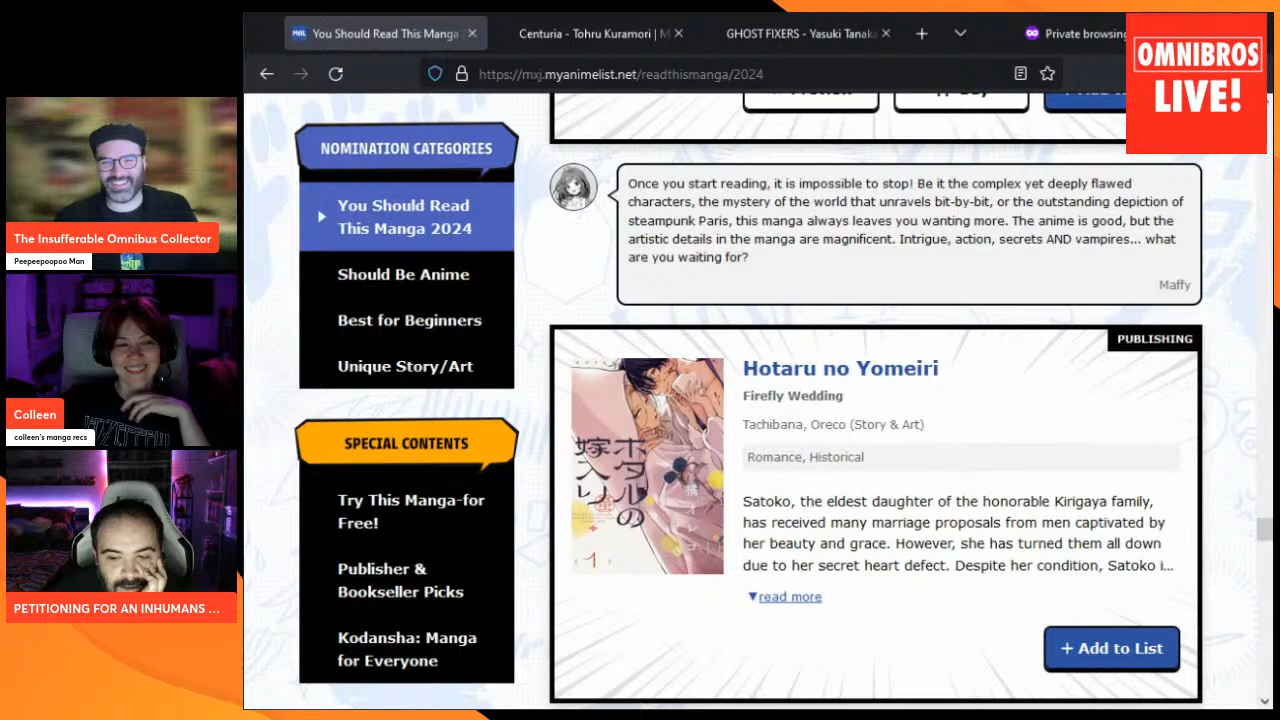 You Should Read This Manga
Centuria - Tohru Kuramori | M
GHOST FIXERS - Yasuki Tanaka
Private browsing
https://mxj.myanimelist.net/readthismanga/2024
OMNIBROS
LIVE!
The Insufferable Omnibus Collector
Peepeepoopoo Man
Colleen
colleen's manga recs
PETITIONING FOR AN INHUMANS ...
NOMINATION CATEGORIES
You Should Read
This Manga 2024
Should Be Anime
Best for Beginners
Unique Story/Art
SPECIAL CONTENTS
Try This Manga-for
Free!
Publisher &
Bookseller Picks
Kodansha: Manga
for Everyone
Once you start reading, it is impossible to stop! Be it the complex yet deeply flawed
characters, the mystery of the world that unravels bit-by-bit, or the outstanding depiction of
steampunk Paris, this manga always leaves you wanting more. The anime is good, but the
artistic details in the manga are magnificent. Intrigue, action, secrets AND vampires... what
are you waiting for?
Maffy
PUBLISHING
ホタルの
嫁入り
Hotaru no Yomeiri
Firefly Wedding
Tachibana, Oreco (Story & Art)
Romance, Historical
Satoko, the eldest daughter of the honorable Kirigaya family,
has received many marriage proposals from men captivated by
her beauty and grace. However, she has turned them all down
due to her secret heart defect. Despite her condition, Satoko i...
▼read more
+ Add to List